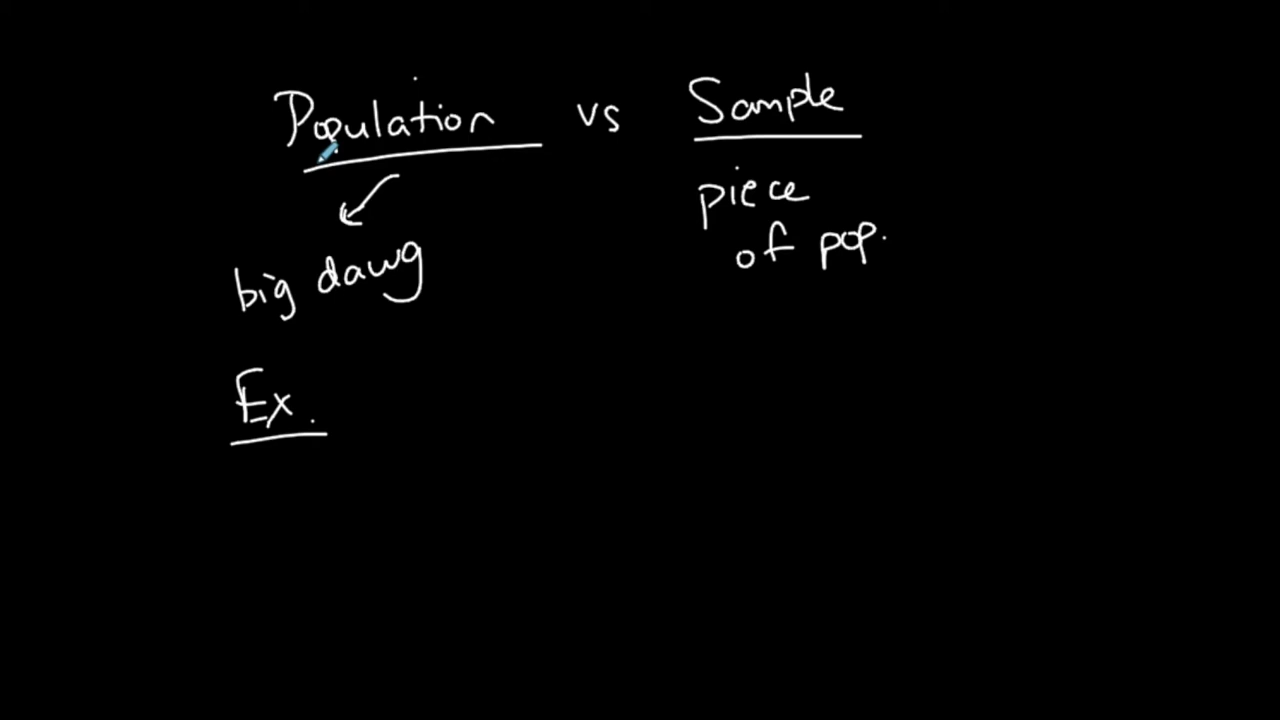 Population vs Sample
piece
of pop.
big dawg
Ex.